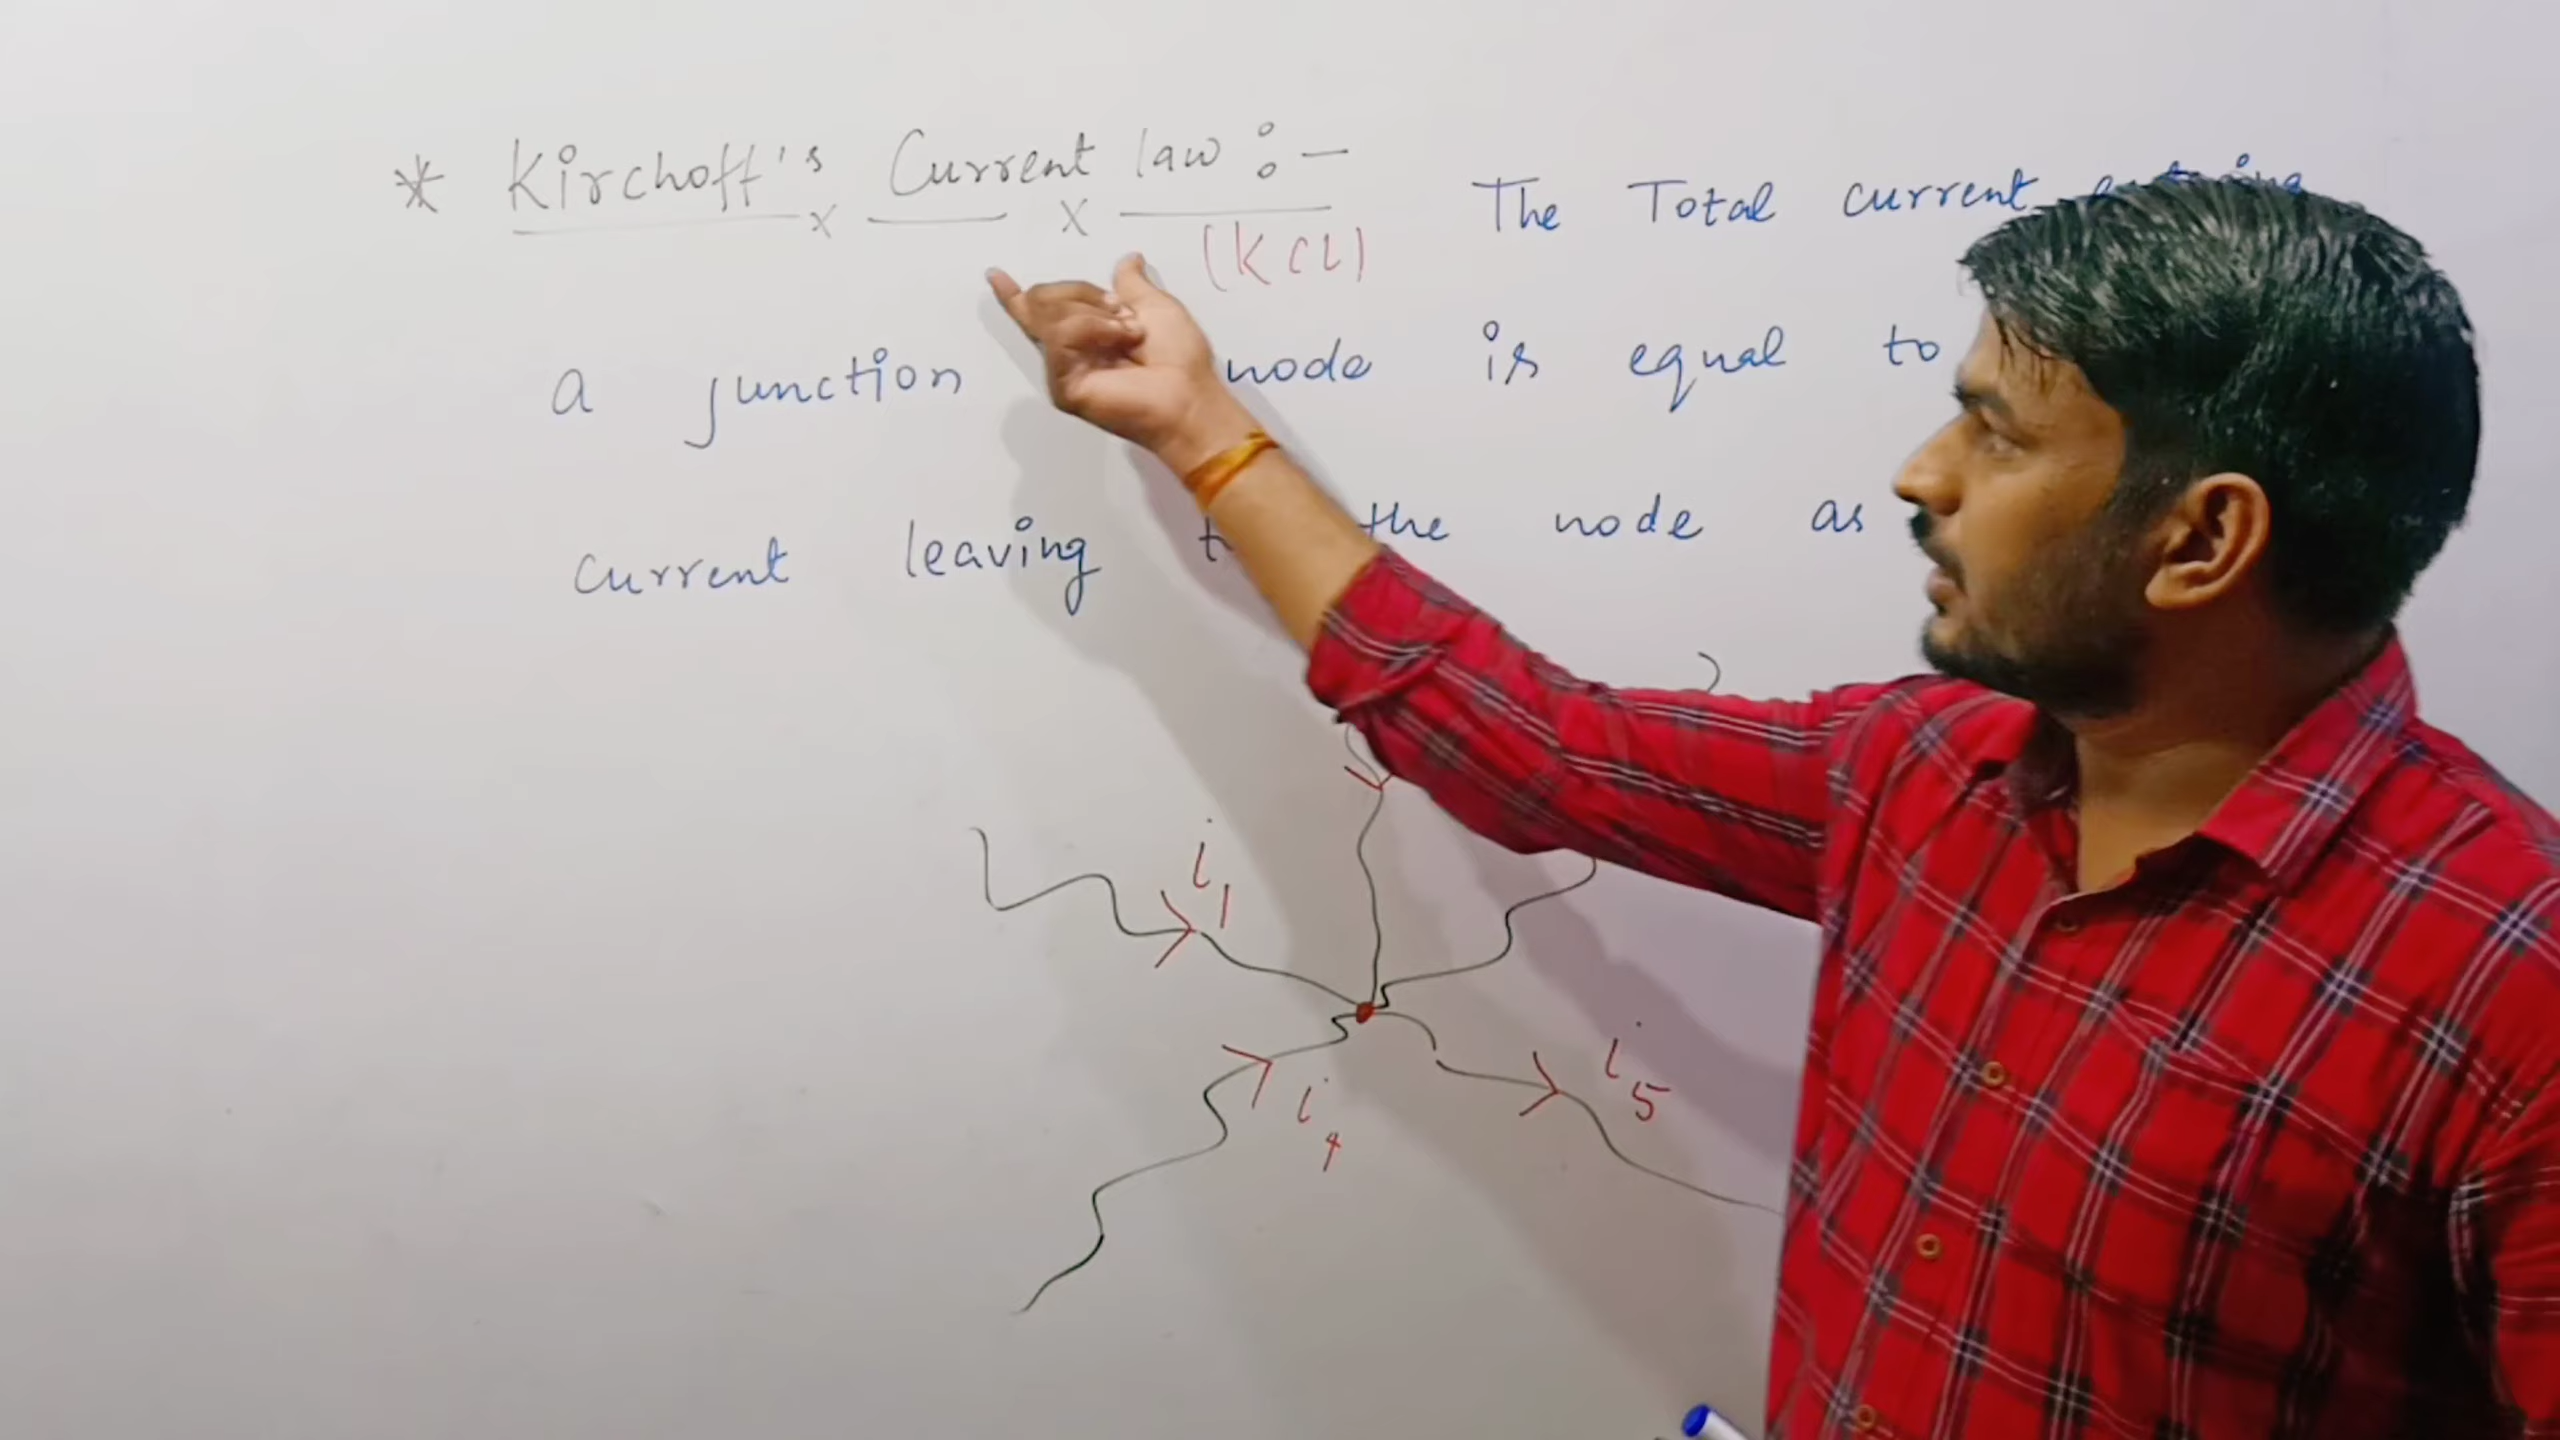 * Kirchoff's Current law :-
(KCL)
The Total current
a junction node is equal to
current leaving the node as
i1
i4
i5